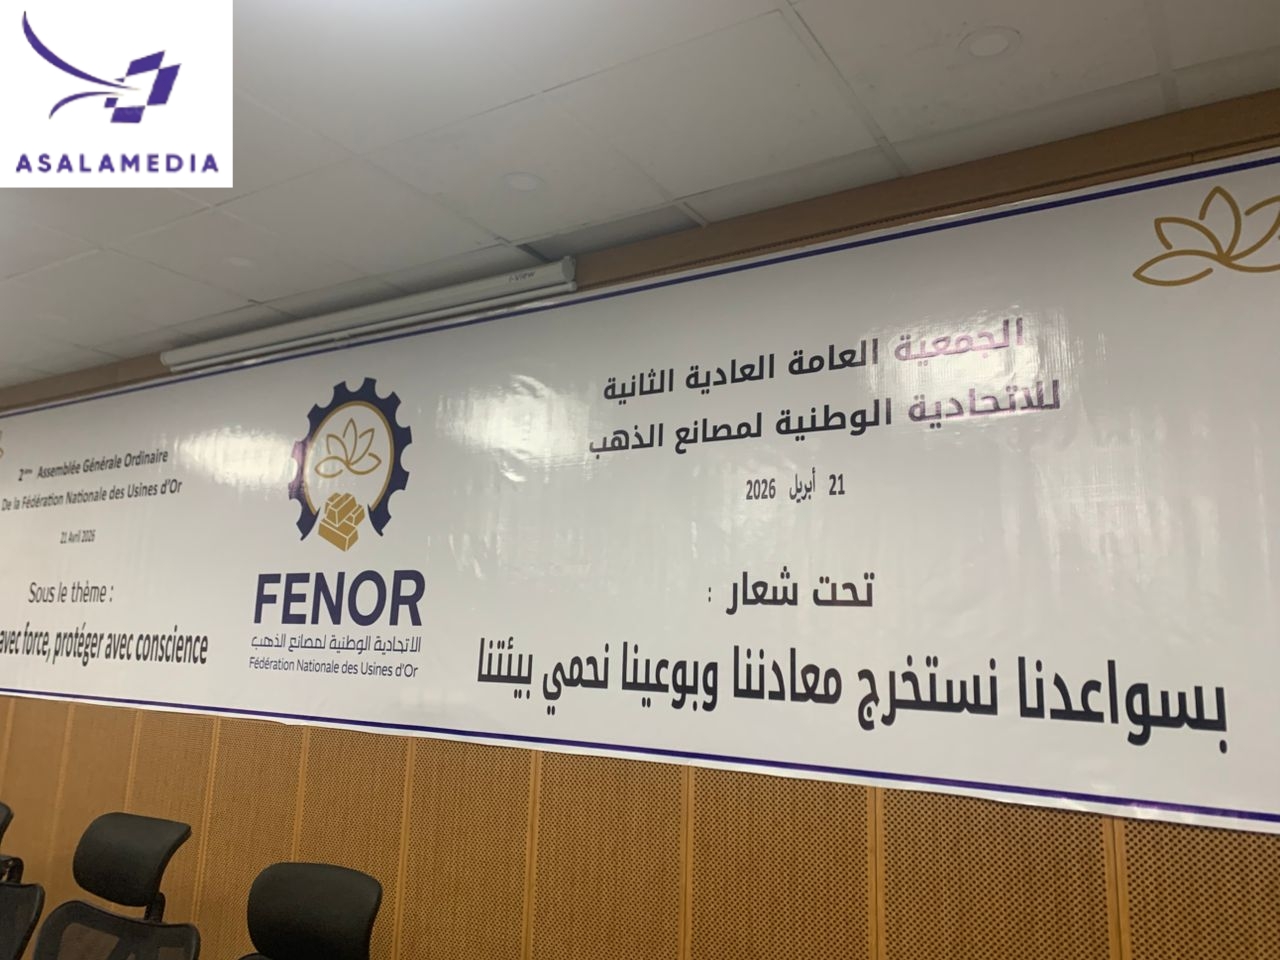 ASALAMEDIA
I-View
الجمعية العامة العادية الثانية
للاتحادية الوطنية لمصانع الذهب
21 أبريل 2026
تحت شعار :
بسواعدنا نستخرج معادننا وبوعينا نحمي بيئتنا
FENOR
الاتحادية الوطنية لمصانع الذهب
Fédération Nationale des Usines d'Or
2ème Assemblée Générale Ordinaire
De la Fédération Nationale des Usines d'Or
21 Avril 2026
Sous le thème :
avec force, protéger avec conscience